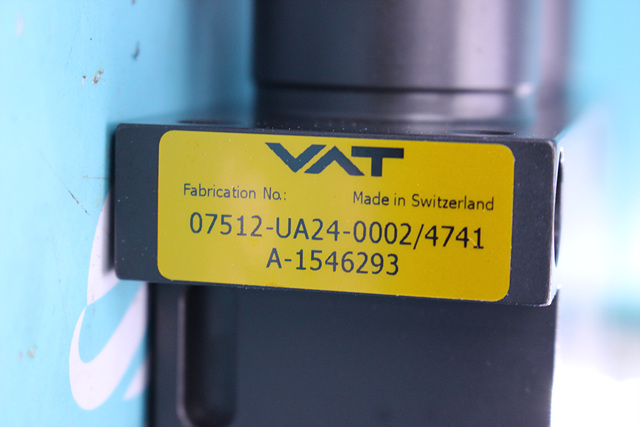 VAT
Fabrication No.: Made in Switzerland
07512-UA24-0002/4741
A-1546293